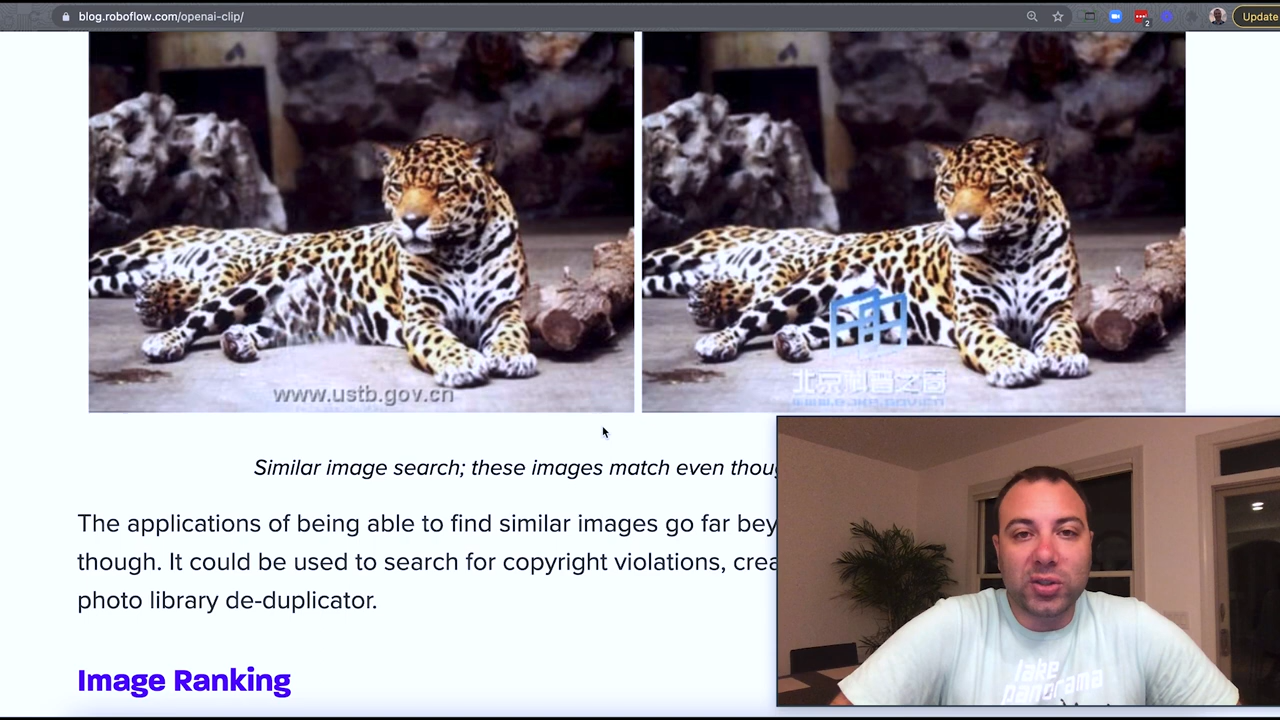 blog.roboflow.com/openai-clip/
2
Update
www.ustb.gov.cn
Similar image search; these images match even thou
The applications of being able to find similar images go far bey
though. It could be used to search for copyright violations, crea
photo library de-duplicator.
Image Ranking
lake
panorama